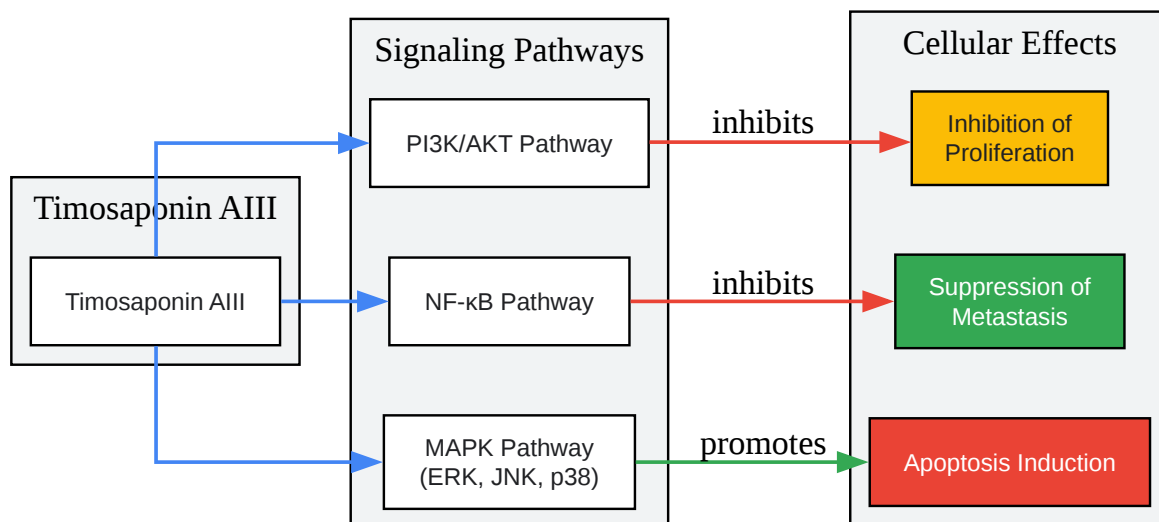 Timosaponin AIII
Timosaponin AIII
Signaling Pathways
PI3K/AKT Pathway
NF-κB Pathway
MAPK Pathway
(ERK, JNK, p38)
inhibits
inhibits
promotes
Cellular Effects
Inhibition of
Proliferation
Suppression of
Metastasis
Apoptosis Induction